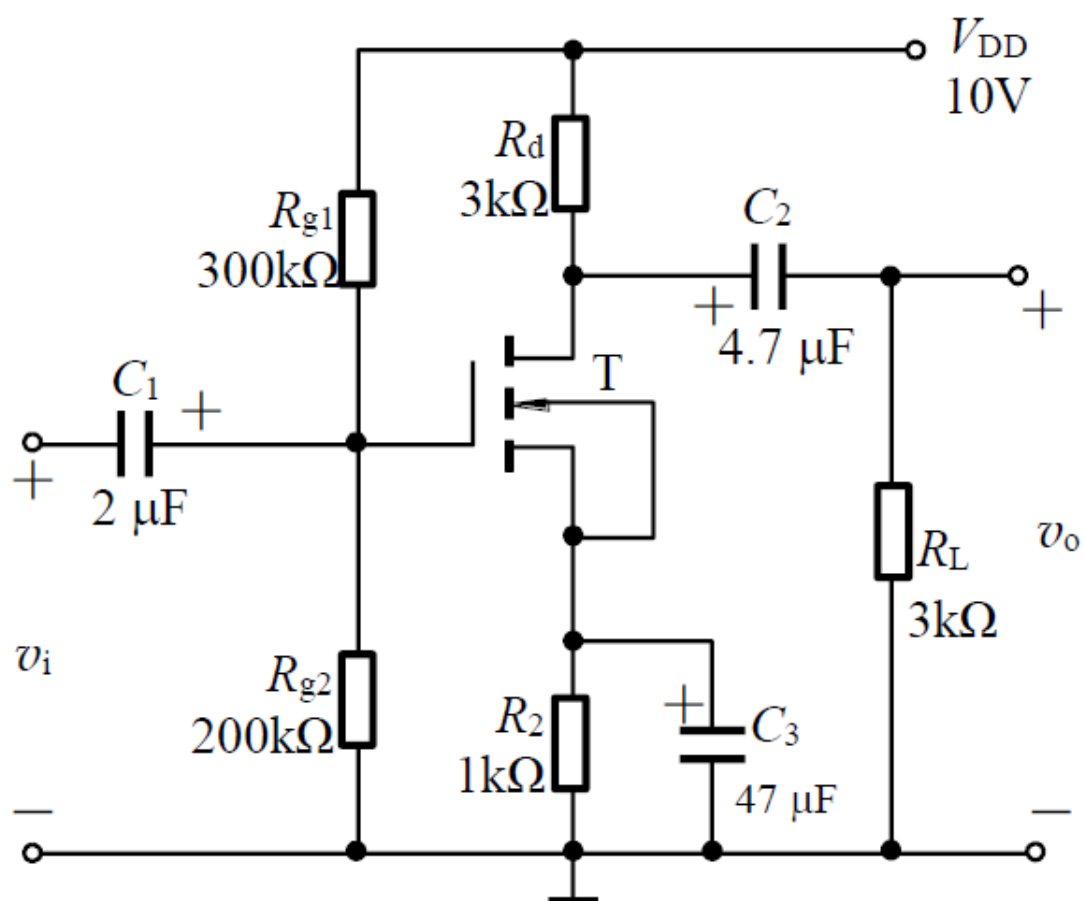 V_DD
10V
R_d
3kΩ
R_g1
300kΩ
C_2
+
4.7 μF
+
T
C_1
+
+
2 μF
R_L
3kΩ
v_o
v_i
R_g2
200kΩ
R_2
1kΩ
+
C_3
47 μF
−
−